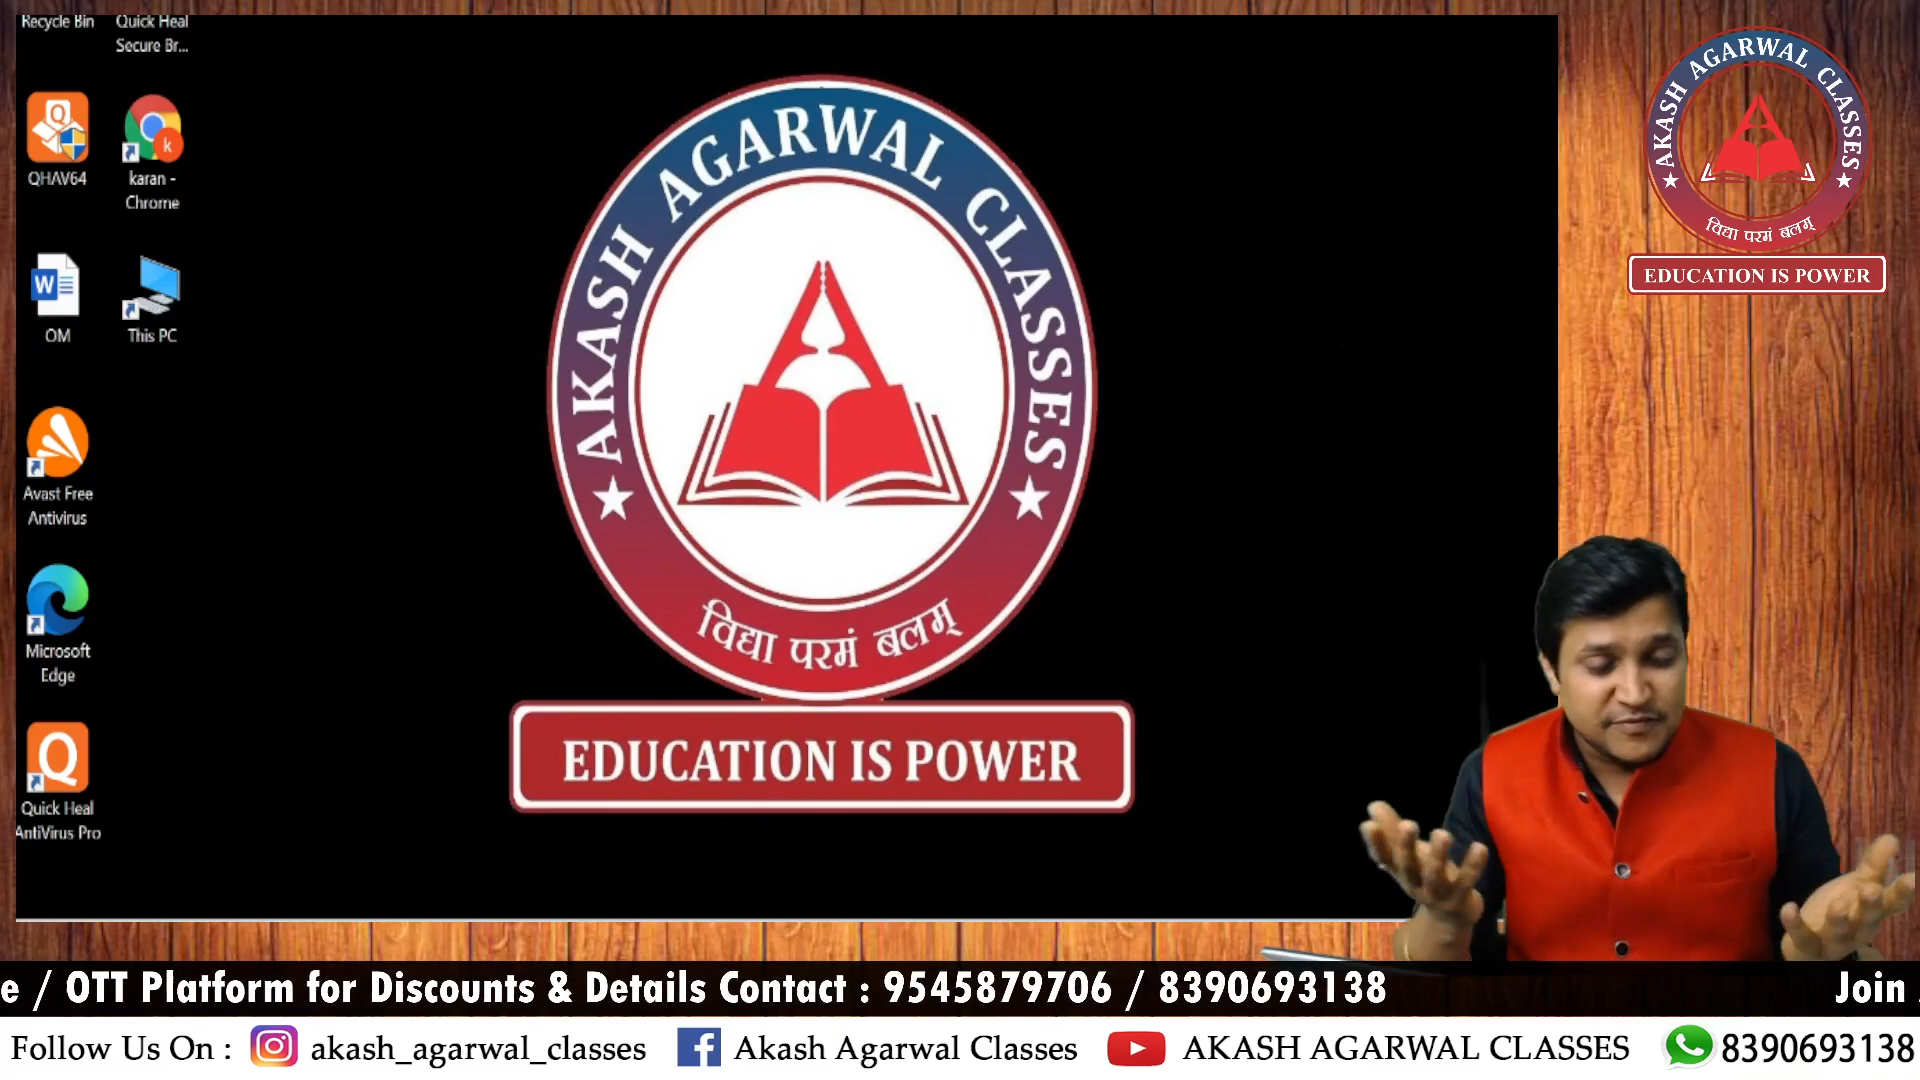 Recycle Bin
Quick Heal
Secure Br...
QHAV64
k
karan -
Chrome
W
OM
This PC
Avast Free
Antivirus
Microsoft
Edge
Quick Heal
AntiVirus Pro
AKASH AGARWAL CLASSES
विद्या परमं बलम्
EDUCATION IS POWER
AKASH AGARWAL CLASSES
विद्या परमं बलम्
EDUCATION IS POWER
e / OTT Platform for Discounts & Details Contact : 9545879706 / 8390693138 Join
Follow Us On : akash_agarwal_classes Akash Agarwal Classes AKASH AGARWAL CLASSES 8390693138